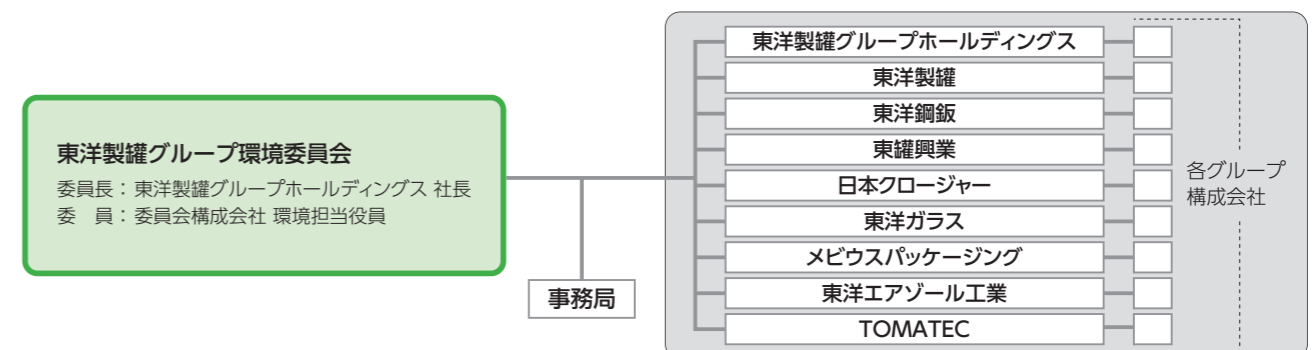 東洋製罐グループ環境委員会
委員長：東洋製罐グループホールディングス 社長
委　員：委員会構成会社 環境担当役員
事務局
東洋製罐グループホールディングス
東洋製罐
東洋鋼鈑
東罐興業
日本クロージャー
東洋ガラス
メビウスパッケージング
東洋エアゾール工業
TOMATEC
各グループ
構成会社